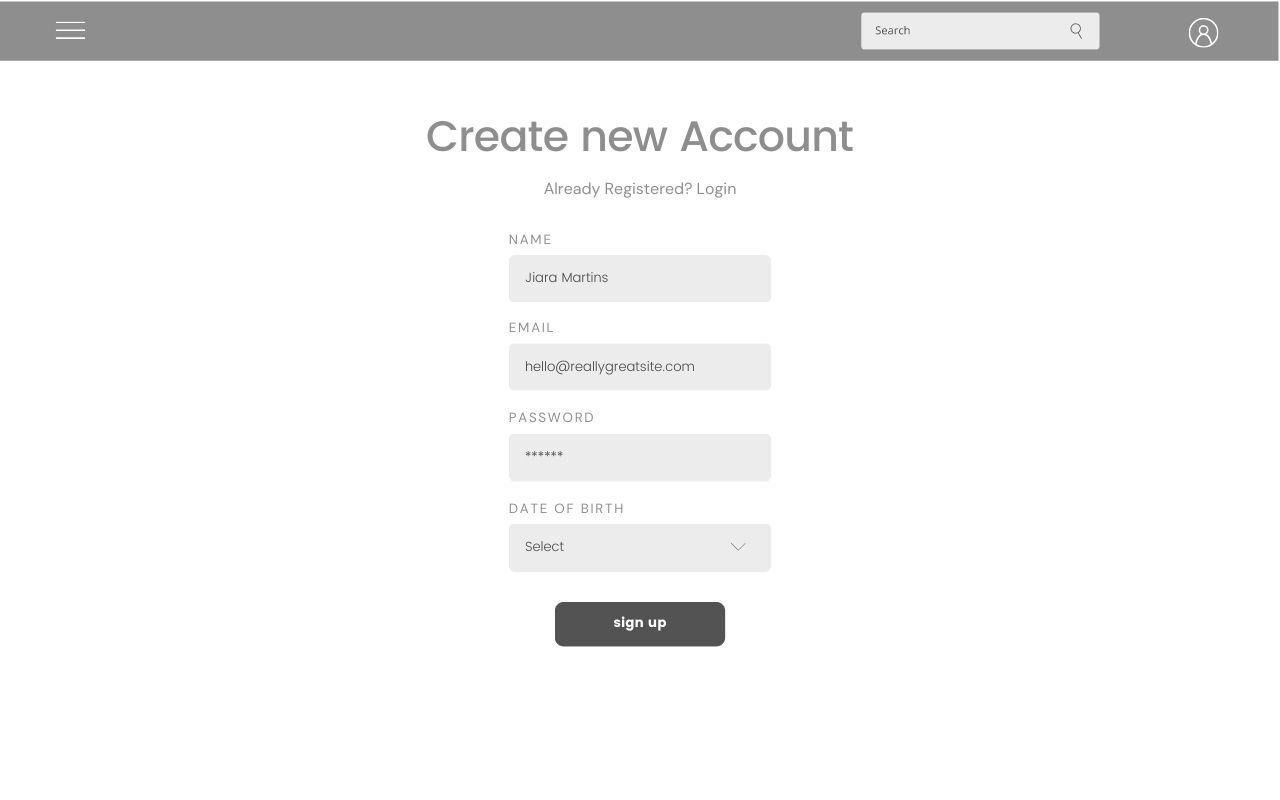 Search
Create new Account
Already Registered? Login
NAME
Jiara Martins
EMAIL
hello@reallygreatsite.com
PASSWORD
******
DATE OF BIRTH
Select
sign up